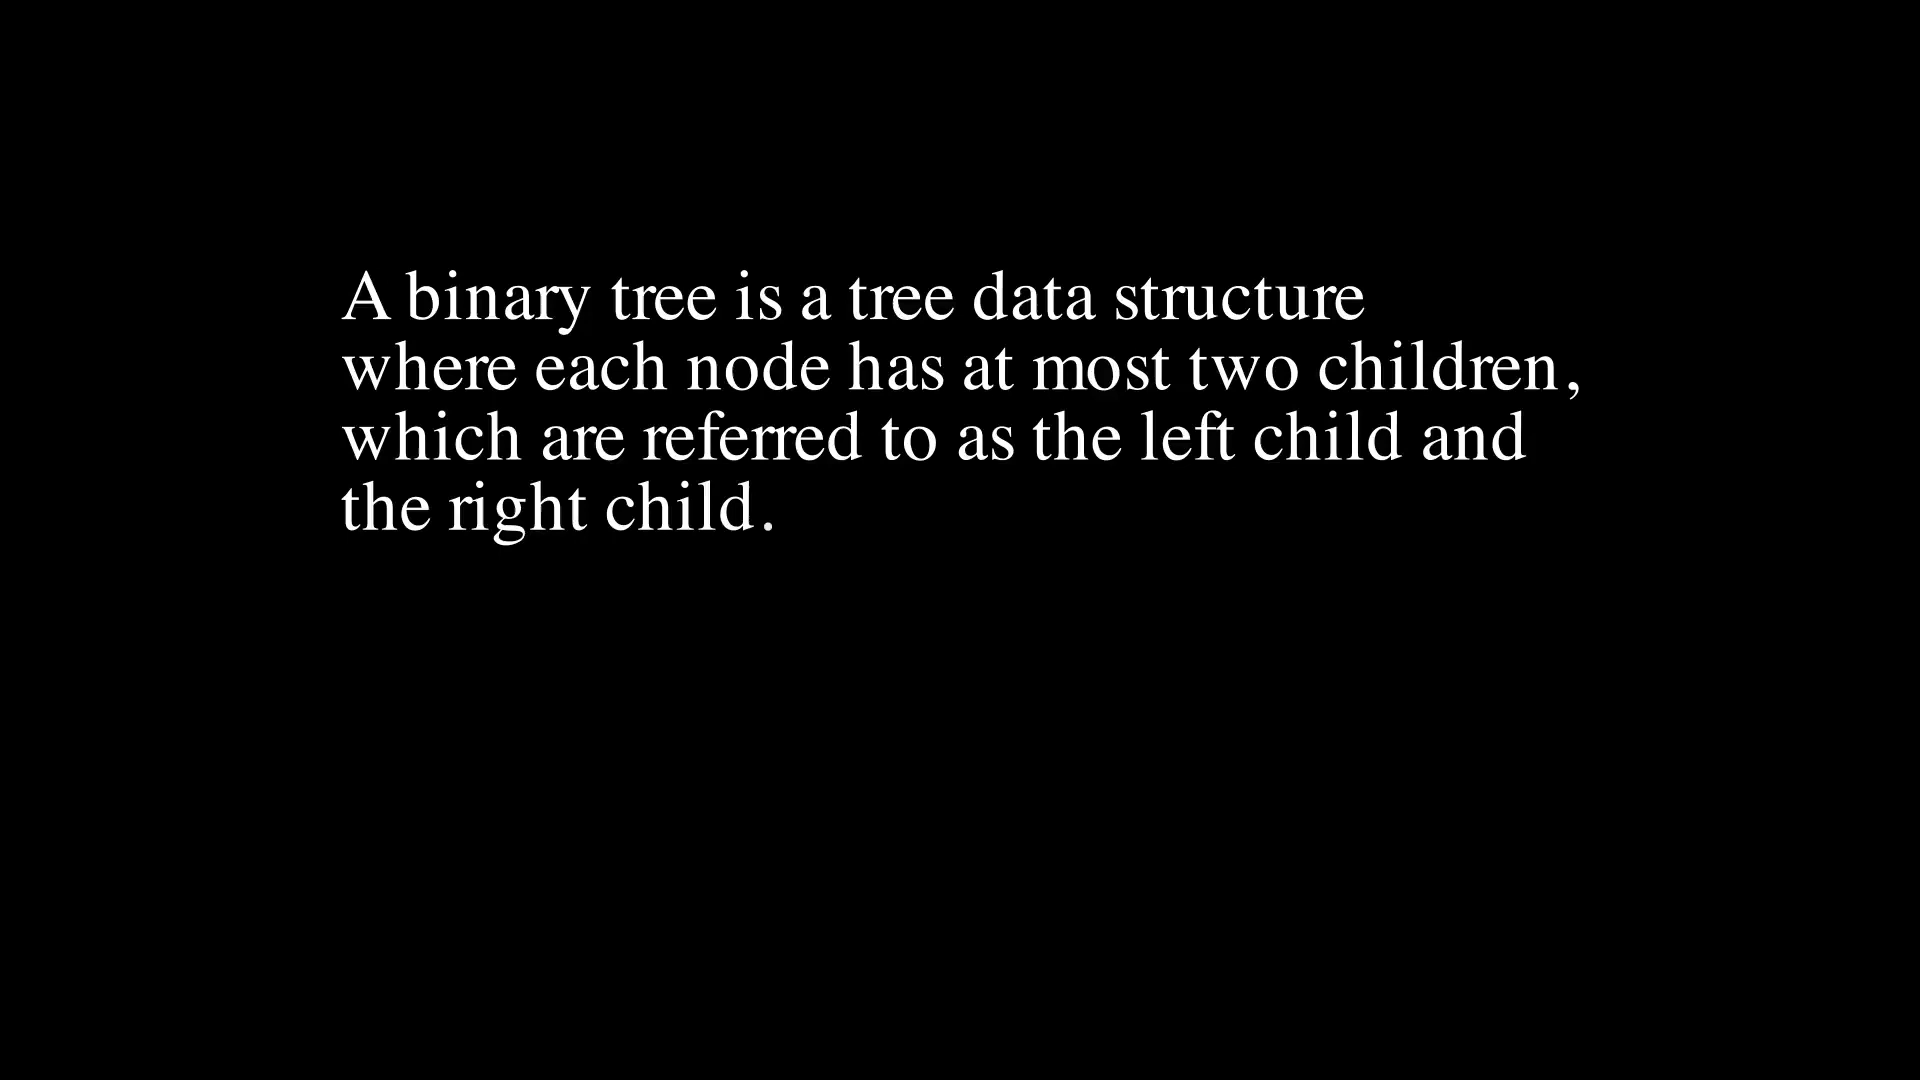 A binary tree is a tree data structure
where each node has at most two children,
which are referred to as the left child and
the right child.